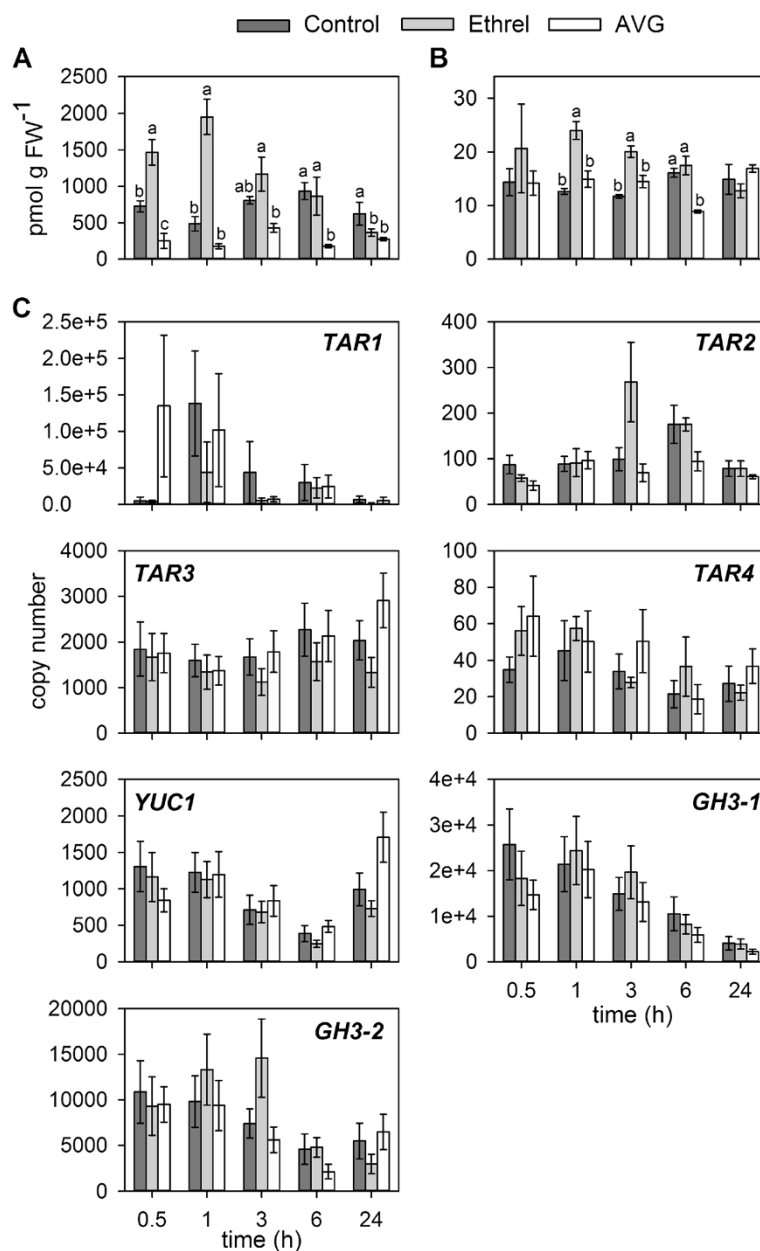 Control Ethrel AVG
A B
pmol g FW⁻¹
2500
2000
1500
1000
500
0
b a c b a b ab a b a a b a b b
30
20
10
0
b a b b a b a a b
C
copy number
TAR1
2.5e+5
2.0e+5
1.5e+5
1.0e+5
5.0e+4
0.0
TAR2
400
300
200
100
0
TAR3
4000
3000
2000
1000
0
TAR4
100
80
60
40
20
0
YUC1
2500
2000
1500
1000
500
0
GH3-1
4e+4
3e+4
2e+4
1e+4
0
0.5 1 3 6 24
time (h)
GH3-2
20000
15000
10000
5000
0
0.5 1 3 6 24
time (h)